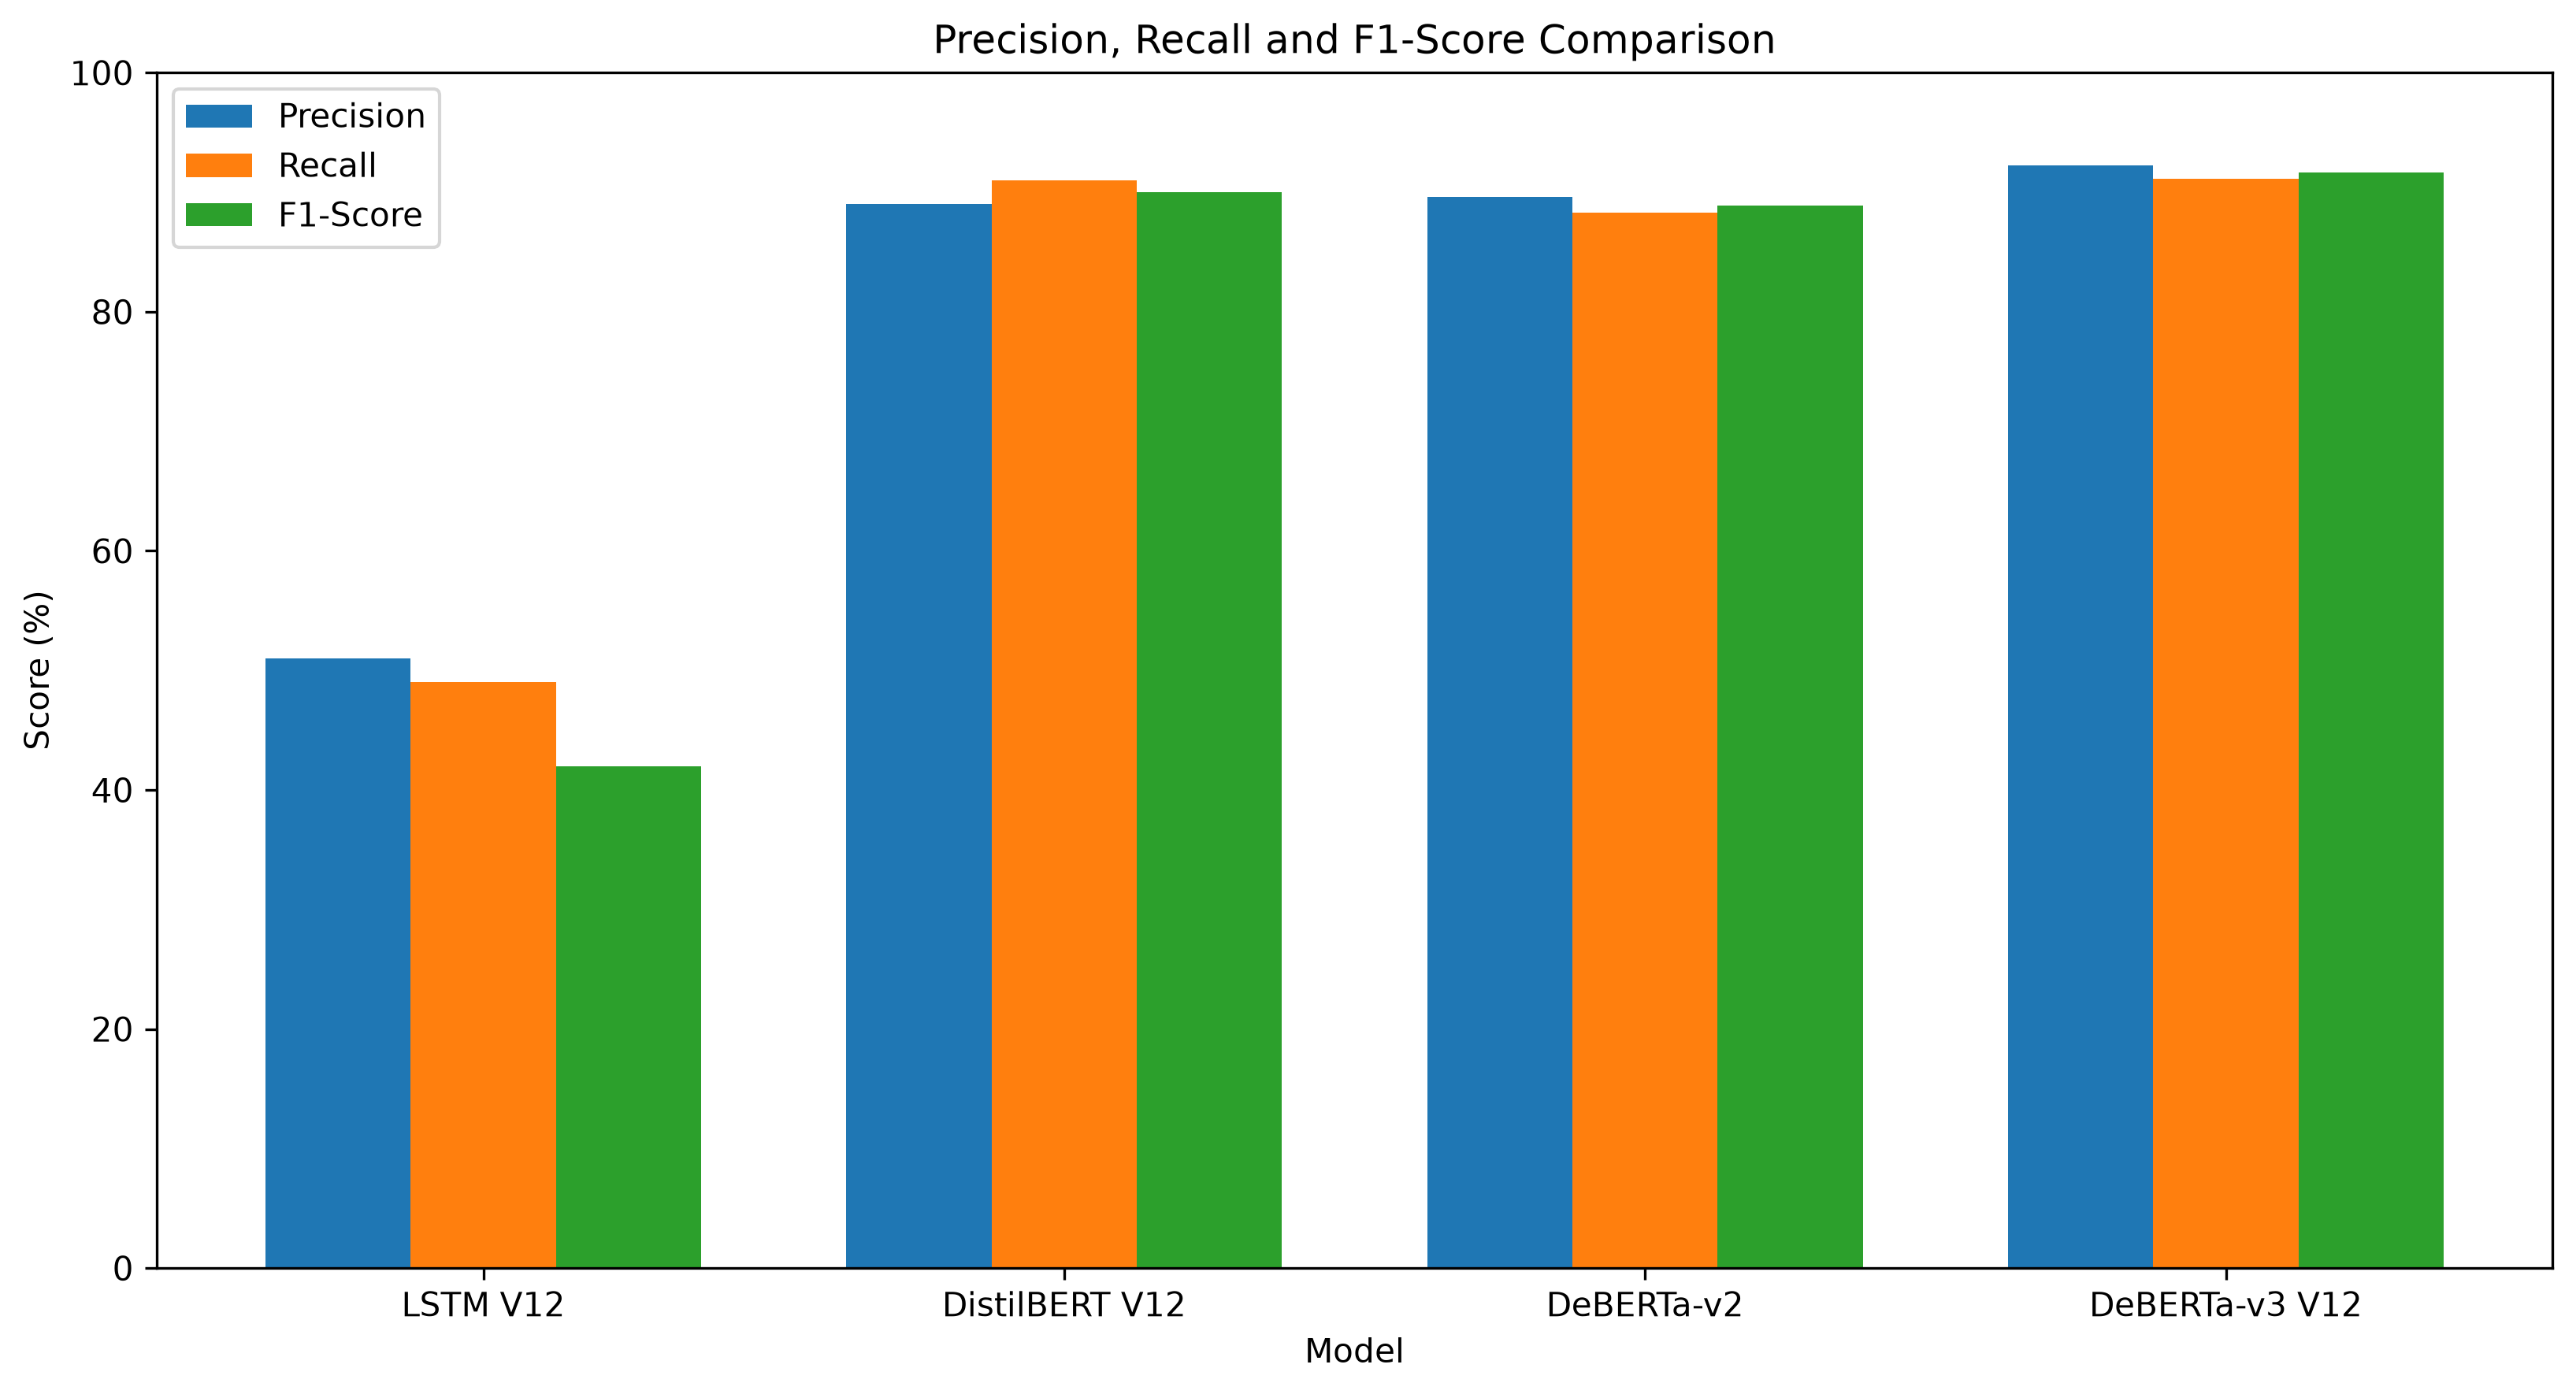 Precision, Recall and F1-Score Comparison
100
80
60
40
20
0
Score (%)
Precision
Recall
F1-Score
LSTM V12
DistilBERT V12
DeBERTa-v2
DeBERTa-v3 V12
Model